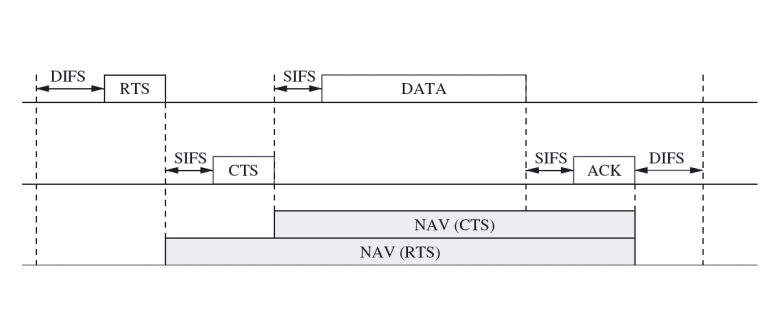 DIFS
RTS
SIFS
DATA
SIFS
CTS
SIFS
ACK
DIFS
NAV (CTS)
NAV (RTS)